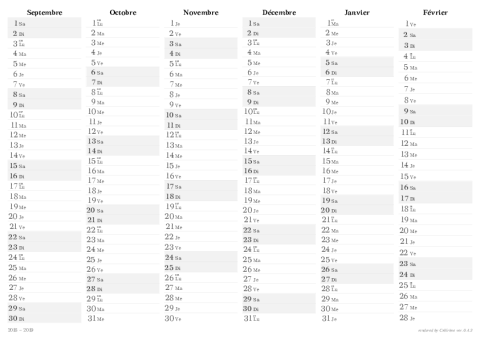 Septembre
1 Sa
2 Di
3 Lu
4 Ma
5 Me
6 Je
7 Ve
8 Sa
9 Di
10 Lu
11 Ma
12 Me
13 Je
14 Ve
15 Sa
16 Di
17 Lu
18 Ma
19 Me
20 Je
21 Ve
22 Sa
23 Di
24 Lu
25 Ma
26 Me
27 Je
28 Ve
29 Sa
30 Di
Octobre
1 Lu
2 Ma
3 Me
4 Je
5 Ve
6 Sa
7 Di
8 Lu
9 Ma
10 Me
11 Je
12 Ve
13 Sa
14 Di
15 Lu
16 Ma
17 Me
18 Je
19 Ve
20 Sa
21 Di
22 Lu
23 Ma
24 Me
25 Je
26 Ve
27 Sa
28 Di
29 Lu
30 Ma
31 Me
Novembre
1 Je
2 Ve
3 Sa
4 Di
5 Lu
6 Ma
7 Me
8 Je
9 Ve
10 Sa
11 Di
12 Lu
13 Ma
14 Me
15 Je
16 Ve
17 Sa
18 Di
19 Lu
20 Ma
21 Me
22 Je
23 Ve
24 Sa
25 Di
26 Lu
27 Ma
28 Me
29 Je
30 Ve
Décembre
1 Sa
2 Di
3 Lu
4 Ma
5 Me
6 Je
7 Ve
8 Sa
9 Di
10 Lu
11 Ma
12 Me
13 Je
14 Ve
15 Sa
16 Di
17 Lu
18 Ma
19 Me
20 Je
21 Ve
22 Sa
23 Di
24 Lu
25 Ma
26 Me
27 Je
28 Ve
29 Sa
30 Di
31 Lu
Janvier
1 Ma
2 Me
3 Je
4 Ve
5 Sa
6 Di
7 Lu
8 Ma
9 Me
10 Je
11 Ve
12 Sa
13 Di
14 Lu
15 Ma
16 Me
17 Je
18 Ve
19 Sa
20 Di
21 Lu
22 Ma
23 Me
24 Je
25 Ve
26 Sa
27 Di
28 Lu
29 Ma
30 Me
31 Je
Février
1 Ve
2 Sa
3 Di
4 Lu
5 Ma
6 Me
7 Je
8 Ve
9 Sa
10 Di
11 Lu
12 Ma
13 Me
14 Je
15 Ve
16 Sa
17 Di
18 Lu
19 Ma
20 Me
21 Je
22 Ve
23 Sa
24 Di
25 Lu
26 Ma
27 Me
28 Je
2018 – 2019